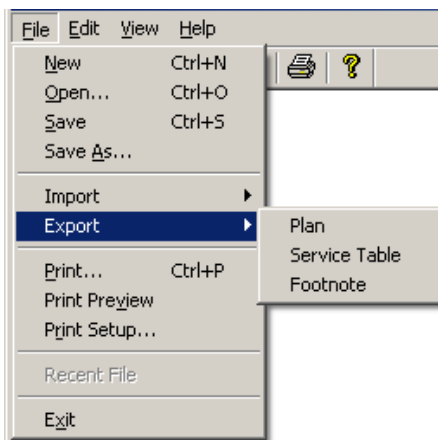 File Edit View Help
New Ctrl+N
Open... Ctrl+O
Save Ctrl+S
Save As...
Import
Export
Plan
Service Table
Footnote
Print... Ctrl+P
Print Preview
Print Setup...
Recent File
Exit